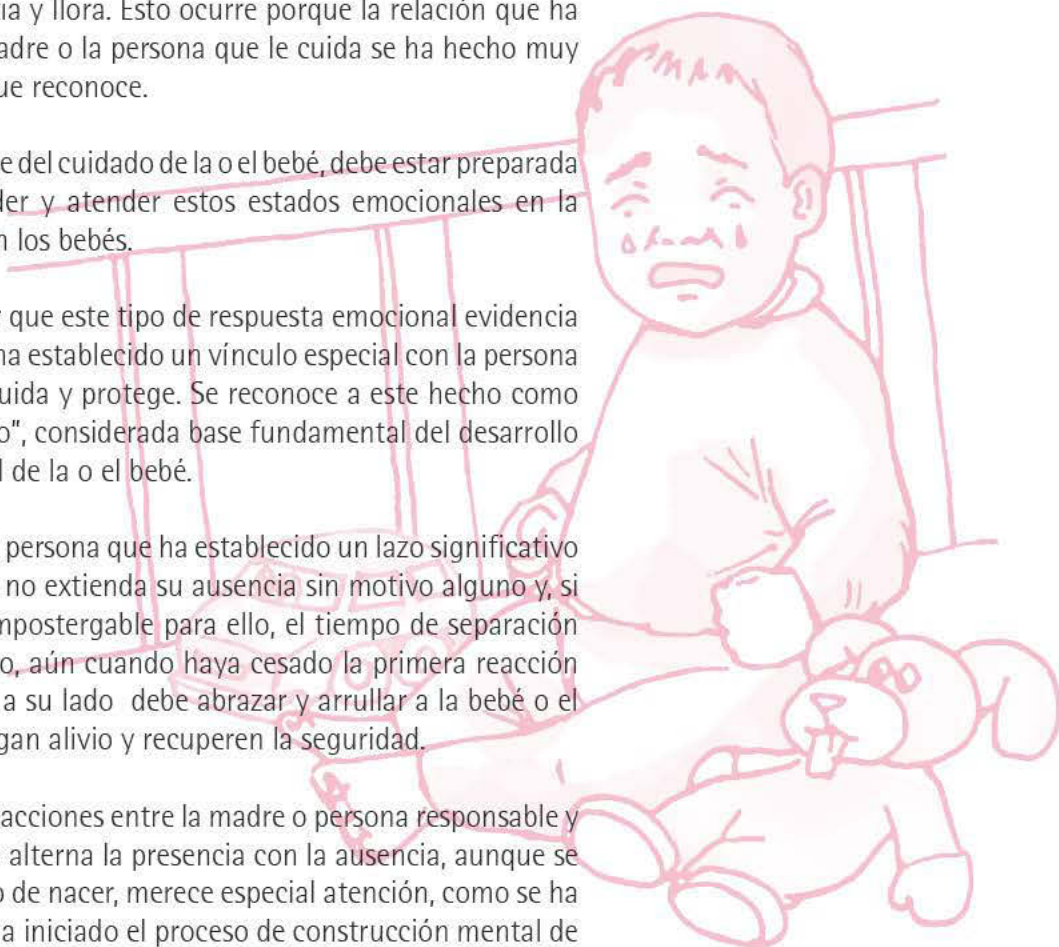 ia y llora. Esto ocurre porque la relación que ha
adre o la persona que le cuida se ha hecho muy
ue reconoce.
e del cuidado de la o el bebé, debe estar preparada
der y atender estos estados emocionales en la
n los bebés.
r que este tipo de respuesta emocional evidencia
na establecido un vínculo especial con la persona
uida y protege. Se reconoce a este hecho como
o", considerada base fundamental del desarrollo
l de la o el bebé.
persona que ha establecido un lazo significativo
no extienda su ausencia sin motivo alguno y, si
mpostergable para ello, el tiempo de separación
o, aún cuando haya cesado la primera reacción
a su lado debe abrazar y arrullar a la bebé o el
gan alivio y recuperen la seguridad.
acciones entre la madre o persona responsable y
alterna la presencia con la ausencia, aunque se
o de nacer, merece especial atención, como se ha
a iniciado el proceso de construcción mental de